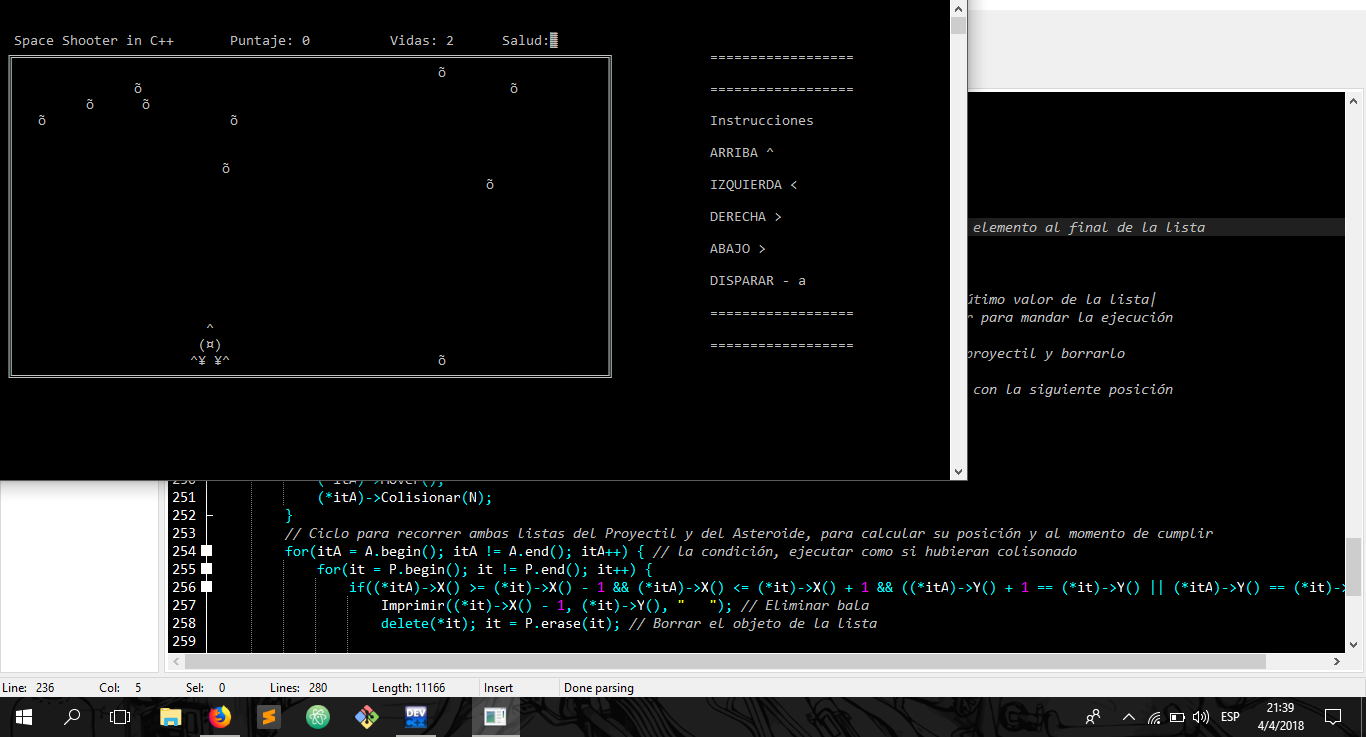 Space Shooter in C++ Puntaje: 0 Vidas: 2 Salud:▓
==================
==================
Instrucciones
ARRIBA ^
IZQUIERDA <
DERECHA >
ABAJO >
DISPARAR - a
==================
==================
õ
õ õ
õ õ
õ õ
õ
õ
^
(¤)
^¥ ¥^ õ
elemento al final de la lista
útimo valor de la lista
para mandar la ejecución
proyectil y borrarlo
con la siguiente posición
251 (*itA)->Colisionar(N);
252 }
253 // Ciclo para recorrer ambas listas del Proyectil y del Asteroide, para calcular su posición y al momento de cumplir
254 for(itA = A.begin(); itA != A.end(); itA++) { // la condición, ejecutar como si hubieran colisonado
255 for(it = P.begin(); it != P.end(); it++) {
256 if((*itA)->X() >= (*it)->X() - 1 && (*itA)->X() <= (*it)->X() + 1 && ((*itA)->Y() + 1 == (*it)->Y() || (*itA)->Y() == (*it)->
257 Imprimir((*it)->X() - 1, (*it)->Y(), "   "); // Eliminar bala
258 delete(*it); it = P.erase(it); // Borrar el objeto de la lista
259
Line: 236 Col: 5 Sel: 0 Lines: 280 Length: 11166 Insert Done parsing
DEV
ESP
21:39
4/4/2018